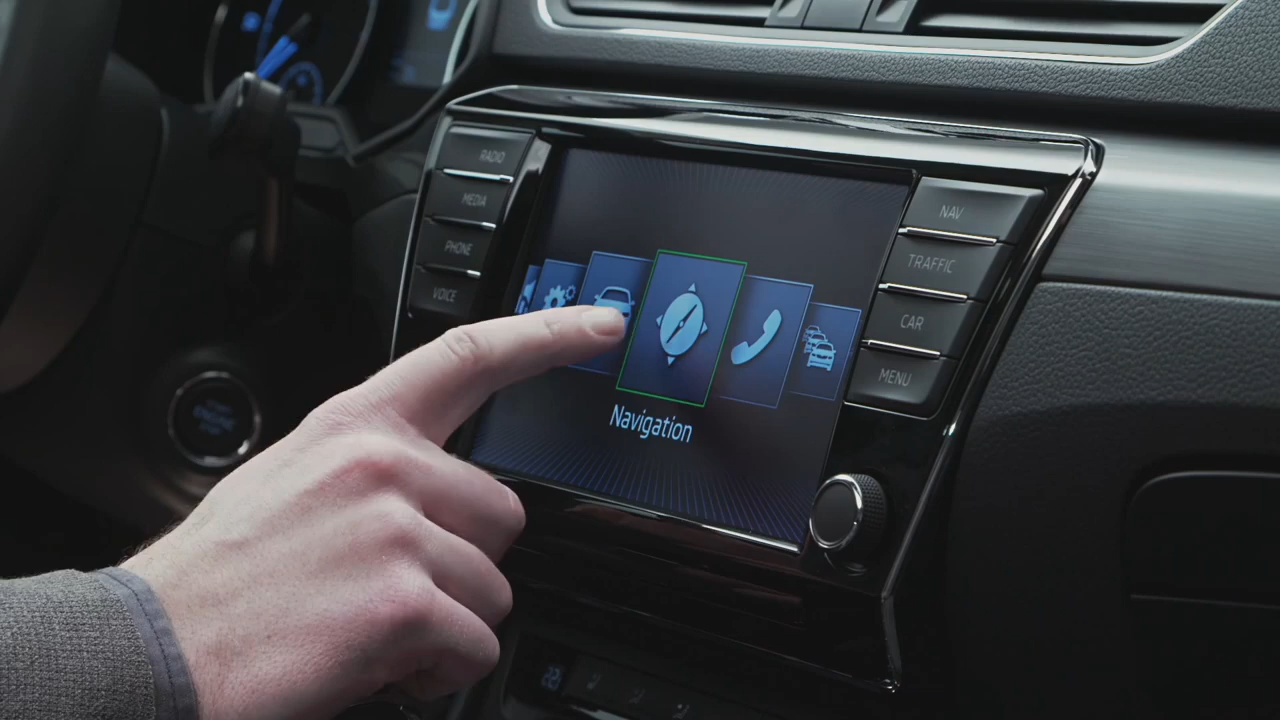 RADIO
MEDIA
PHONE
VOICE
NAV
TRAFFIC
CAR
MENU
Navigation